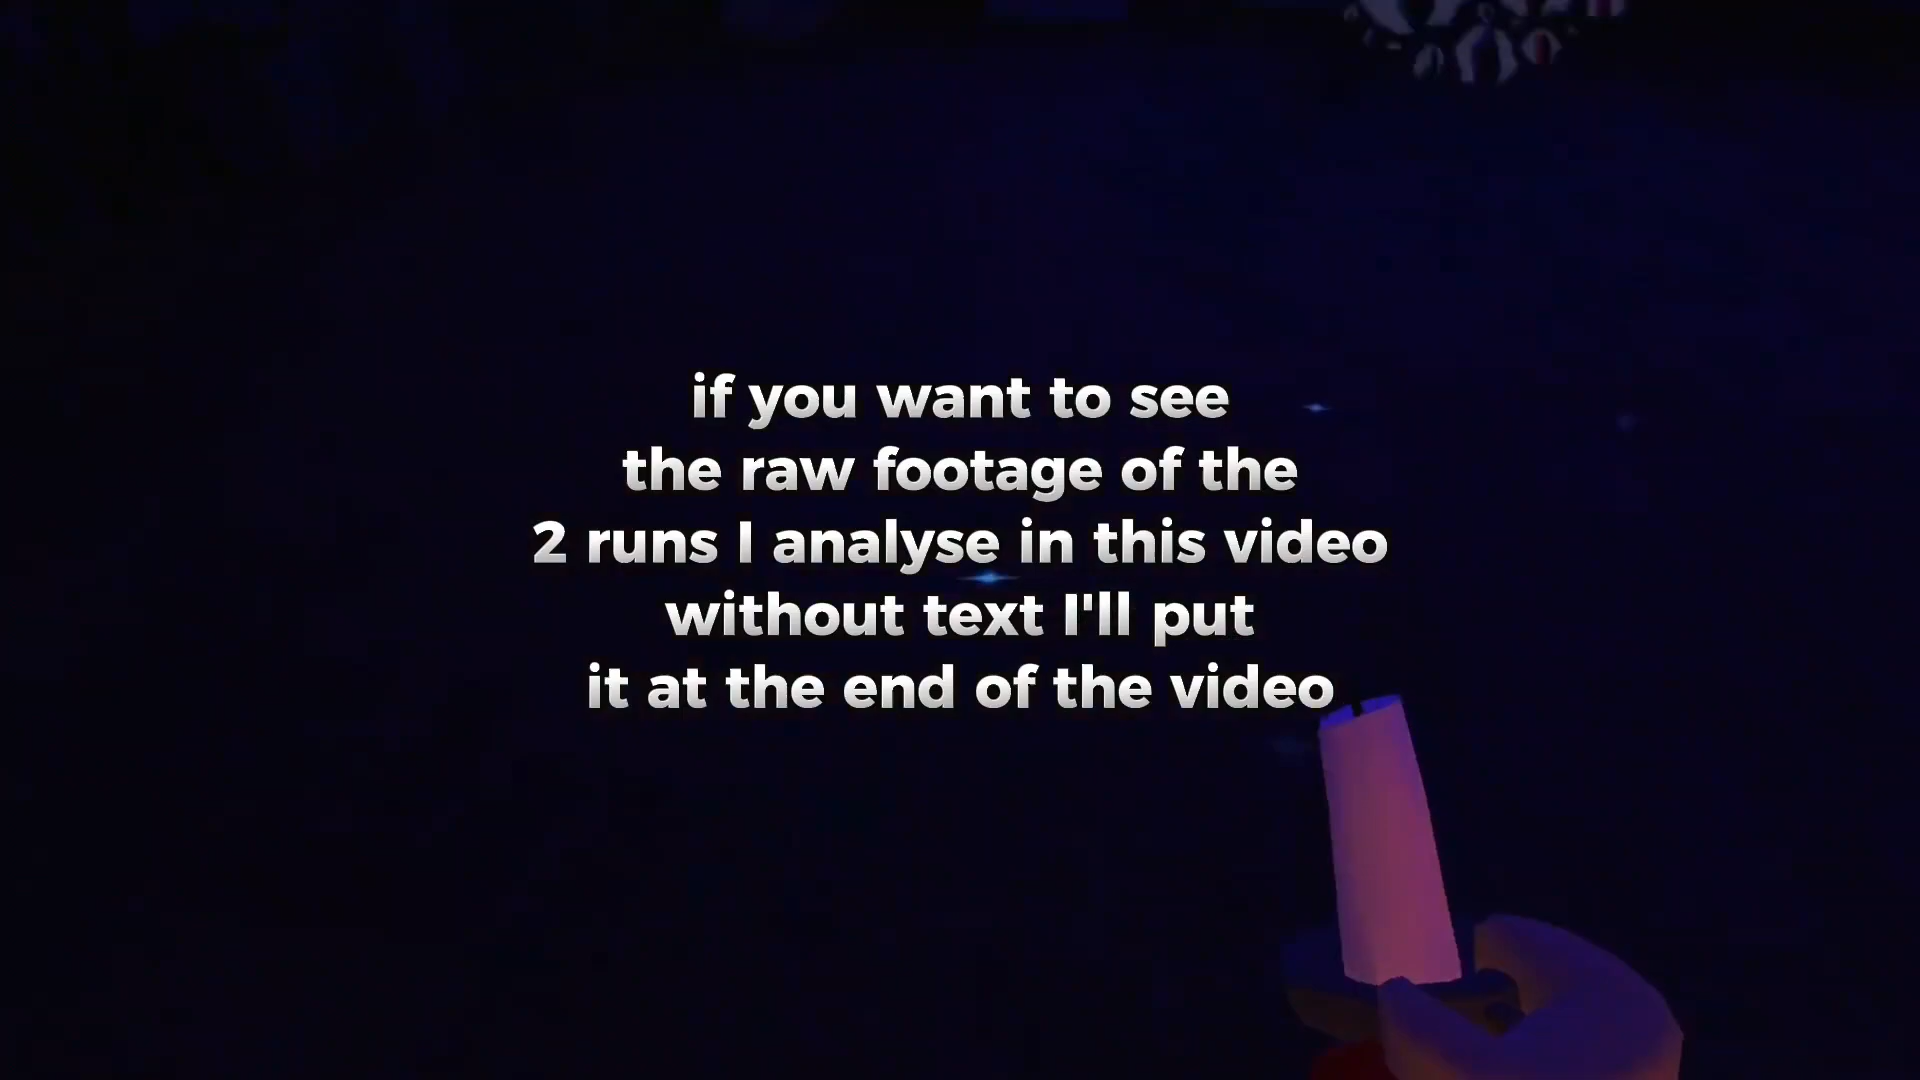 if you want to see
the raw footage of the
2 runs I analyse in this video
without text I'll put
it at the end of the video